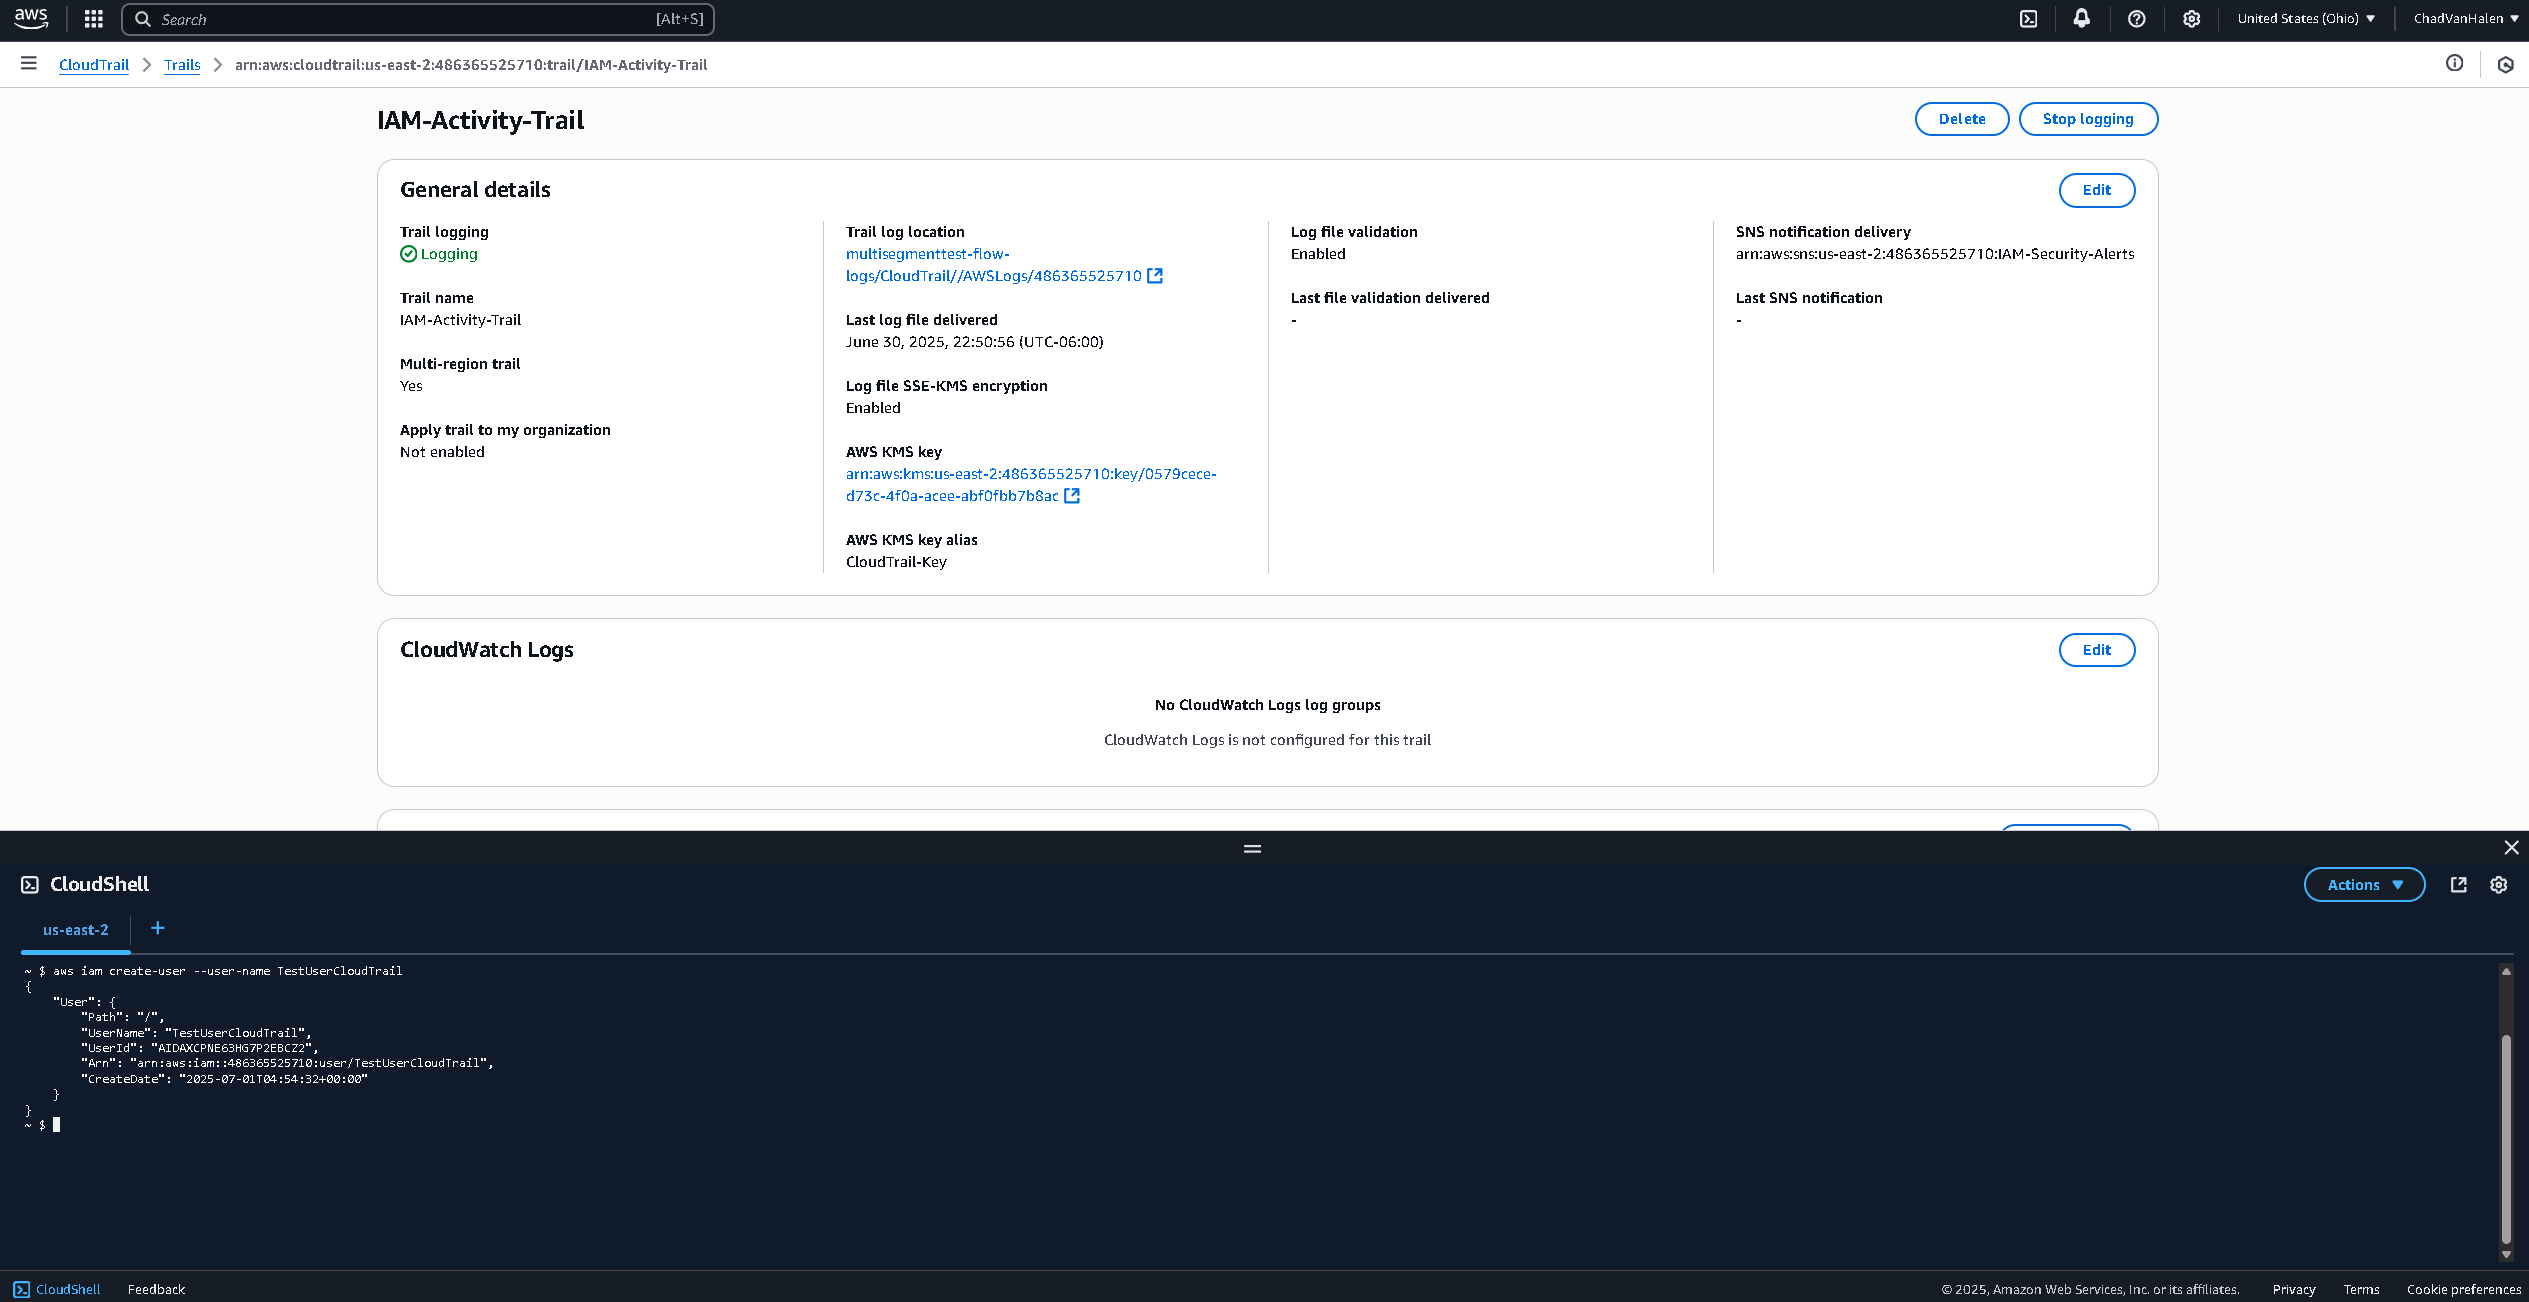 aws
Search [Alt+S]
United States (Ohio)
ChadVanHalen
CloudTrail
Trails
arn:aws:cloudtrail:us-east-2:486365525710:trail/IAM-Activity-Trail
IAM-Activity-Trail
Delete
Stop logging
General details
Edit
Trail logging
Logging
Trail name
IAM-Activity-Trail
Multi-region trail
Yes
Apply trail to my organization
Not enabled
Trail log location
multisegmenttest-flow-
logs/CloudTrail//AWSLogs/486365525710
Last log file delivered
June 30, 2025, 22:50:56 (UTC-06:00)
Log file SSE-KMS encryption
Enabled
AWS KMS key
arn:aws:kms:us-east-2:486365525710:key/0579cece-
d73c-4f0a-acee-abf0fbb7b8ac
AWS KMS key alias
CloudTrail-Key
Log file validation
Enabled
Last file validation delivered
-
SNS notification delivery
arn:aws:sns:us-east-2:486365525710:IAM-Security-Alerts
Last SNS notification
-
CloudWatch Logs
Edit
No CloudWatch Logs log groups
CloudWatch Logs is not configured for this trail
CloudShell
Actions
us-east-2
+
~ $ aws iam create-user --user-name TestUserCloudTrail
{
"User": {
"Path": "/",
"UserName": "TestUserCloudTrail",
"UserId": "AIDAXCPNE63HG7P2EBCZ2",
"Arn": "arn:aws:iam::486365525710:user/TestUserCloudTrail",
"CreateDate": "2025-07-01T04:54:32+00:00"
}
}
~ $
CloudShell
Feedback
© 2025, Amazon Web Services, Inc. or its affiliates.
Privacy
Terms
Cookie preferences